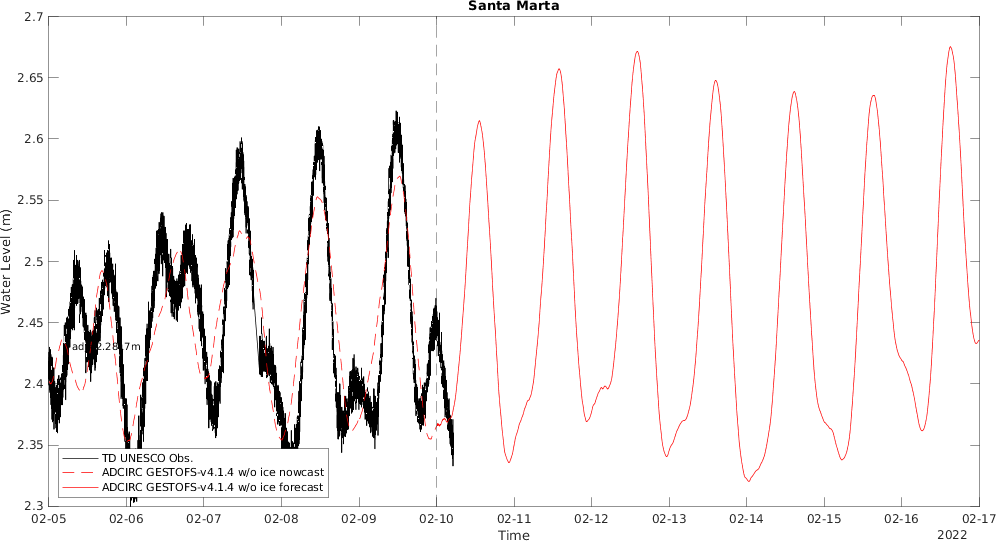 Santa Marta
2.7
2.65
2.6
2.55
2.5
2.45
2.4
2.35
2.3
Water Level (m)
TD UNESCO Obs.
ADCIRC GESTOFS-v4.1.4 w/o ice nowcast
ADCIRC GESTOFS-v4.1.4 w/o ice forecast
02-05 02-06 02-07 02-08 02-09 02-10 02-11 02-12 02-13 02-14 02-15 02-16 02-17
Time
2022